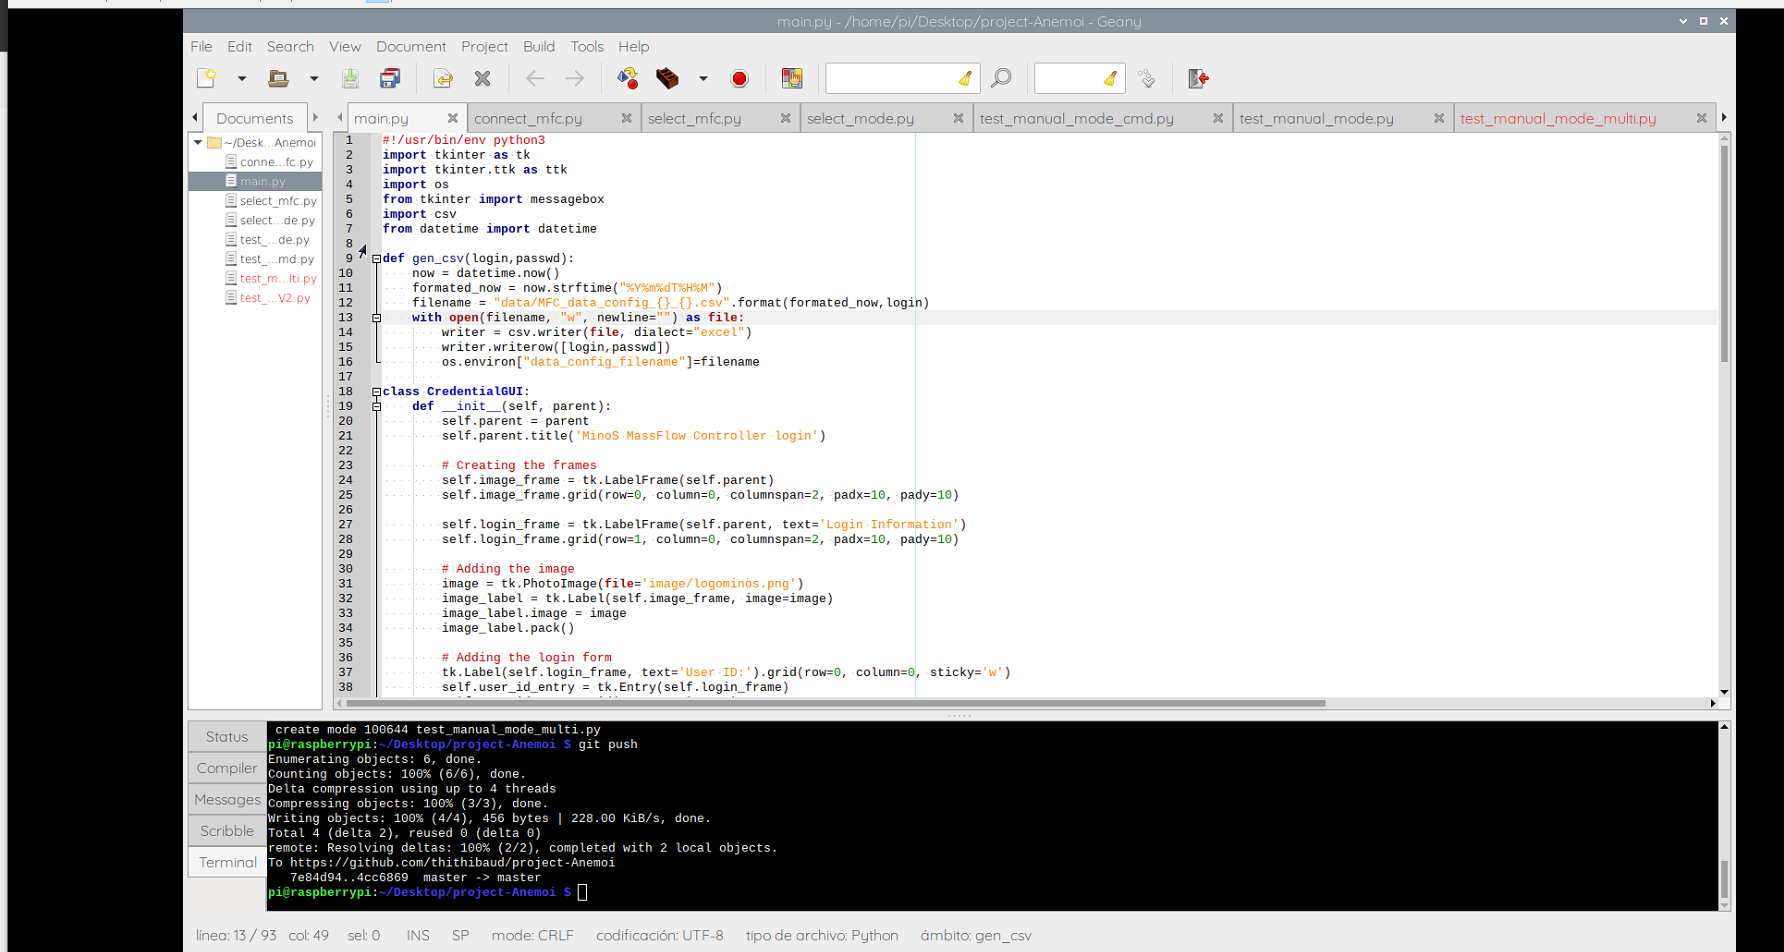 main.py - /home/pi/Desktop/project-Anemoi - Geany
File Edit Search View Document Project Build Tools Help
Documents
main.py connect_mfc.py select_mfc.py select_mode.py test_manual_mode_cmd.py test_manual_mode.py test_manual_mode_multi.py
~/Desk...Anemoi
conne...fc.py
main.py
select_mfc.py
select...de.py
test_...de.py
test_...md.py
test_m...lti.py
test_...V2.py
1 #!/usr/bin/env python3
2 import tkinter as tk
3 import tkinter.ttk as ttk
4 import os
5 from tkinter import messagebox
6 import csv
7 from datetime import datetime
8
9 def gen_csv(login,passwd):
10 now = datetime.now()
11 formated_now = now.strftime("%Y%m%dT%H%M")
12 filename = "data/MFC_data_config_{}_{}.csv".format(formated_now,login)
13 with open(filename, "w", newline="") as file:
14 writer = csv.writer(file, dialect="excel")
15 writer.writerow([login,passwd])
16 os.environ["data_config_filename"]=filename
17
18 class CredentialGUI:
19 def __init__(self, parent):
20 self.parent = parent
21 self.parent.title('MinoS MassFlow Controller login')
22
23 # Creating the frames
24 self.image_frame = tk.LabelFrame(self.parent)
25 self.image_frame.grid(row=0, column=0, columnspan=2, padx=10, pady=10)
26
27 self.login_frame = tk.LabelFrame(self.parent, text='Login Information')
28 self.login_frame.grid(row=1, column=0, columnspan=2, padx=10, pady=10)
29
30 # Adding the image
31 image = tk.PhotoImage(file='image/logominos.png')
32 image_label = tk.Label(self.image_frame, image=image)
33 image_label.image = image
34 image_label.pack()
35
36 # Adding the login form
37 tk.Label(self.login_frame, text='User ID:').grid(row=0, column=0, sticky='w')
38 self.user_id_entry = tk.Entry(self.login_frame)
Status
Compiler
Messages
Scribble
Terminal
create mode 100644 test_manual_mode_multi.py
pi@raspberrypi:~/Desktop/project-Anemoi $ git push
Enumerating objects: 6, done.
Counting objects: 100% (6/6), done.
Delta compression using up to 4 threads
Compressing objects: 100% (3/3), done.
Writing objects: 100% (4/4), 456 bytes | 228.00 KiB/s, done.
Total 4 (delta 2), reused 0 (delta 0)
remote: Resolving deltas: 100% (2/2), completed with 2 local objects.
To https://github.com/thithibaud/project-Anemoi
7e84d94..4cc6869 master -> master
pi@raspberrypi:~/Desktop/project-Anemoi $
línea: 13 / 93 col: 49 sel: 0 INS SP mode: CRLF codificación: UTF-8 tipo de archivo: Python ámbito: gen_csv